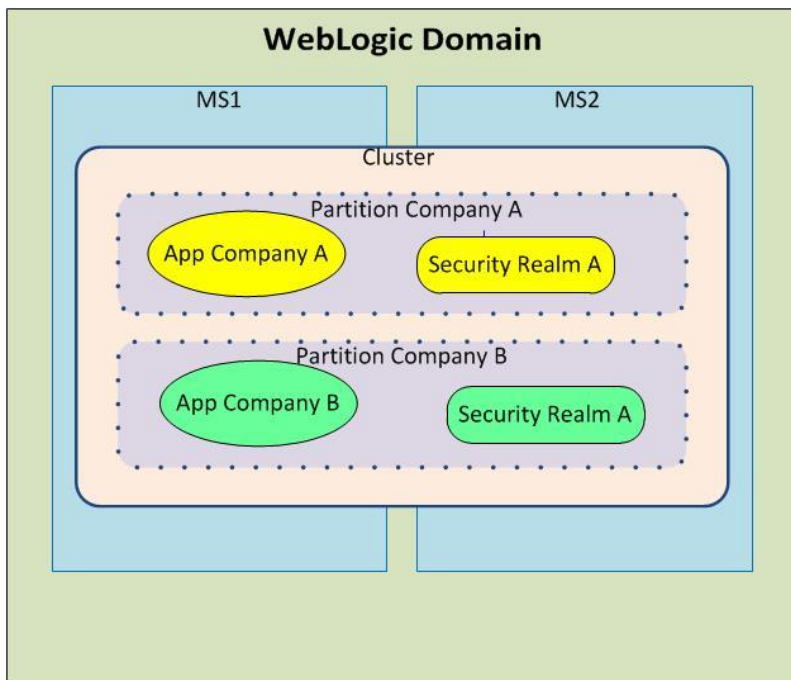 WebLogic Domain
MS1
MS2
Cluster
Partition Company A
App Company A
Security Realm A
Partition Company B
App Company B
Security Realm A